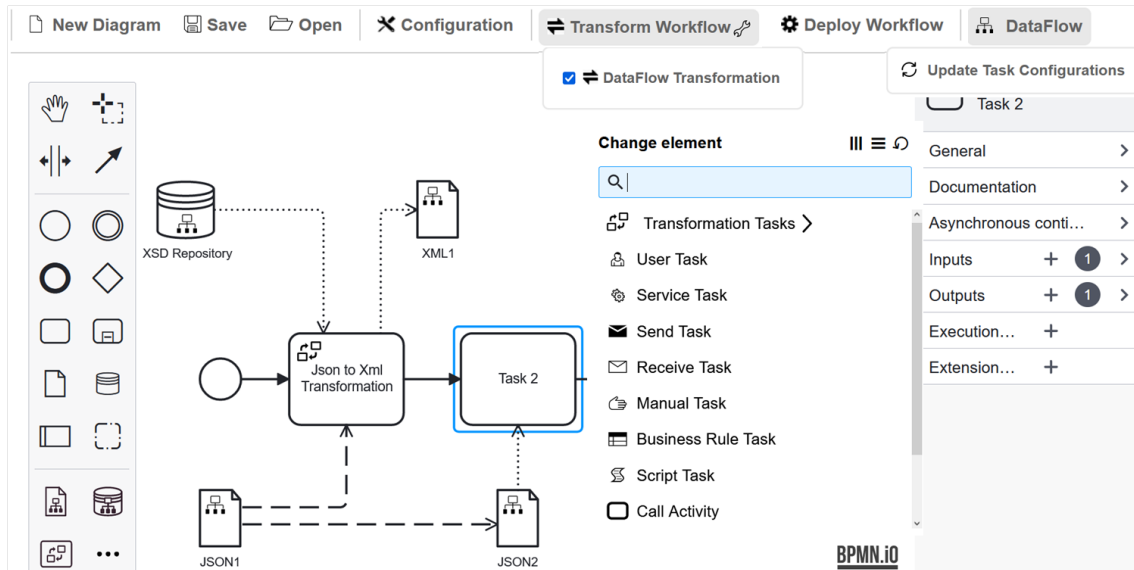 New Diagram Save Open Configuration Transform Workflow Deploy Workflow DataFlow
DataFlow Transformation
Update Task Configurations
Task 2
Change element
General
Documentation
Transformation Tasks
Asynchronous conti...
XSD Repository
XML1
User Task
Inputs 1
Service Task
Outputs 1
Send Task
Execution...
Json to Xml
Transformation
Task 2
Receive Task
Extension...
Manual Task
Business Rule Task
Script Task
Call Activity
JSON1
JSON2
BPMN.iO